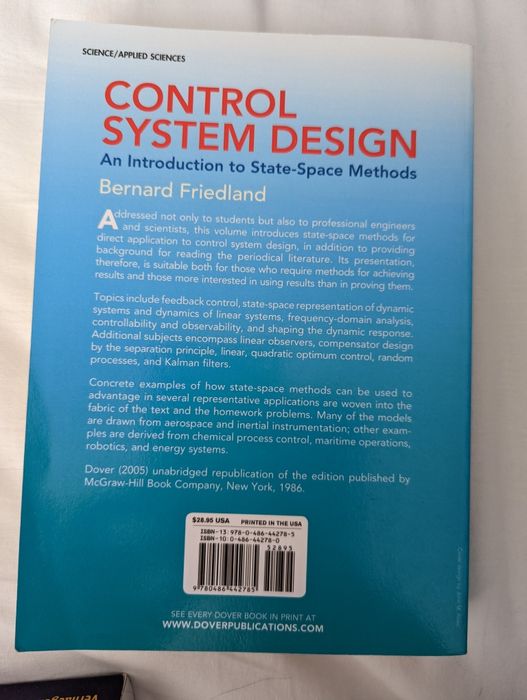 SCIENCE/APPLIED SCIENCES
CONTROL
SYSTEM DESIGN
An Introduction to State-Space Methods
Bernard Friedland
Addressed not only to students but also to professional engineers
and scientists, this volume introduces state-space methods for
direct application to control system design, in addition to providing
background for reading the periodical literature. Its presentation,
therefore, is suitable both for those who require methods for achieving
results and those more interested in using results than in proving them.
Topics include feedback control, state-space representation of dynamic
systems and dynamics of linear systems, frequency-domain analysis,
controllability and observability, and shaping the dynamic response.
Additional subjects encompass linear observers, compensator design
by the separation principle, linear, quadratic optimum control, random
processes, and Kalman filters.
Concrete examples of how state-space methods can be used to
advantage in several representative applications are woven into the
fabric of the text and the homework problems. Many of the models
are drawn from aerospace and inertial instrumentation; other exam-
ples are derived from chemical process control, maritime operations,
robotics, and energy systems.
Dover (2005) unabridged republication of the edition published by
McGraw-Hill Book Company, New York, 1986.
$28.95 USA PRINTED IN THE USA
ISBN-13: 978-0-486-44278-5
ISBN-10: 0-486-44278-0
52895
9 780486 442785
SEE EVERY DOVER BOOK IN PRINT AT
WWW.DOVERPUBLICATIONS.COM